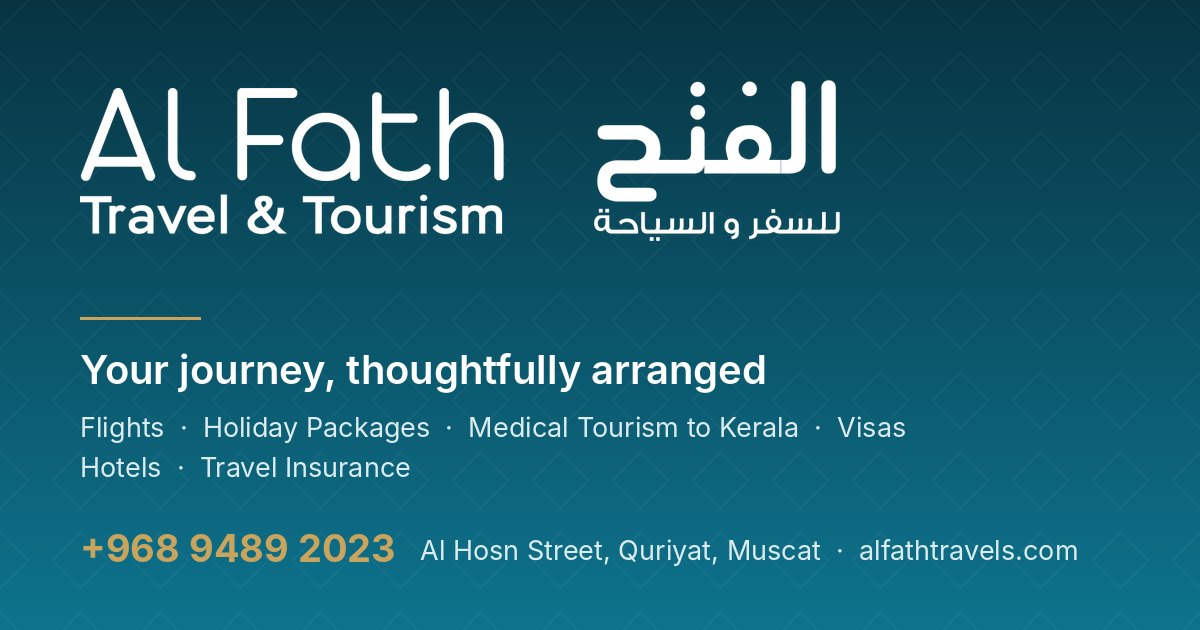 Al Fath
Travel & Tourism
الفتح
للسفر و السياحة
Your journey, thoughtfully arranged
Flights · Holiday Packages · Medical Tourism to Kerala · Visas
Hotels · Travel Insurance
+968 9489 2023 Al Hosn Street, Quriyat, Muscat · alfathtravels.com